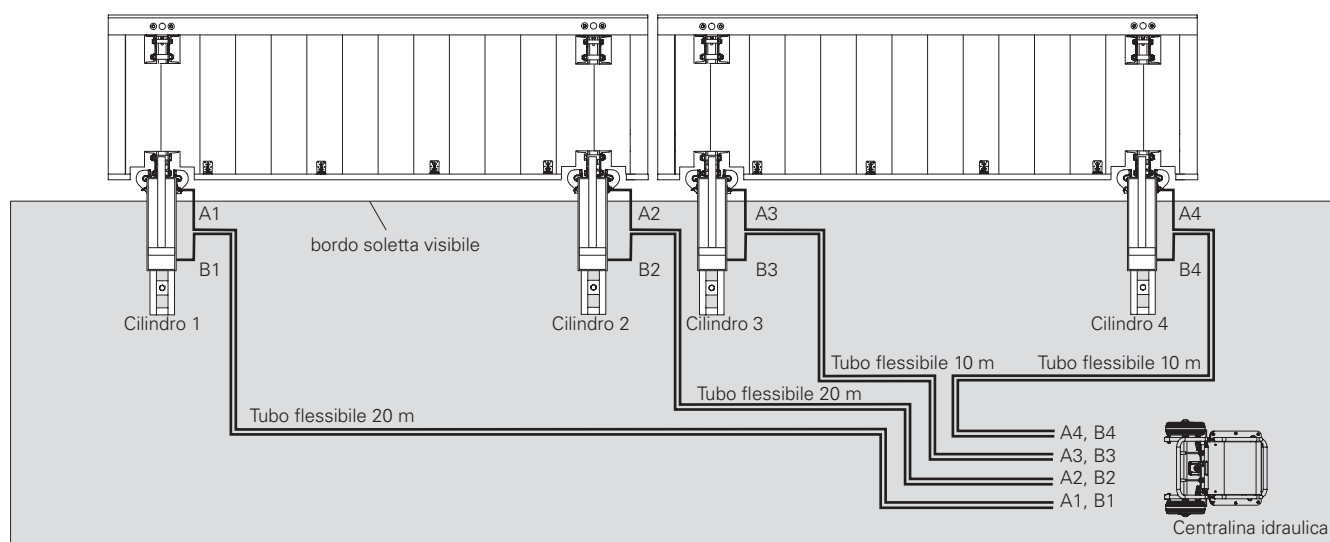 A1
A2
A3
A4
bordo soletta visibile
B1
B2
B3
B4
Cilindro 1
Cilindro 2
Cilindro 3
Cilindro 4
Tubo flessibile 10 m
Tubo flessibile 10 m
Tubo flessibile 20 m
Tubo flessibile 20 m
A4, B4
A3, B3
A2, B2
A1, B1
Centralina idraulica